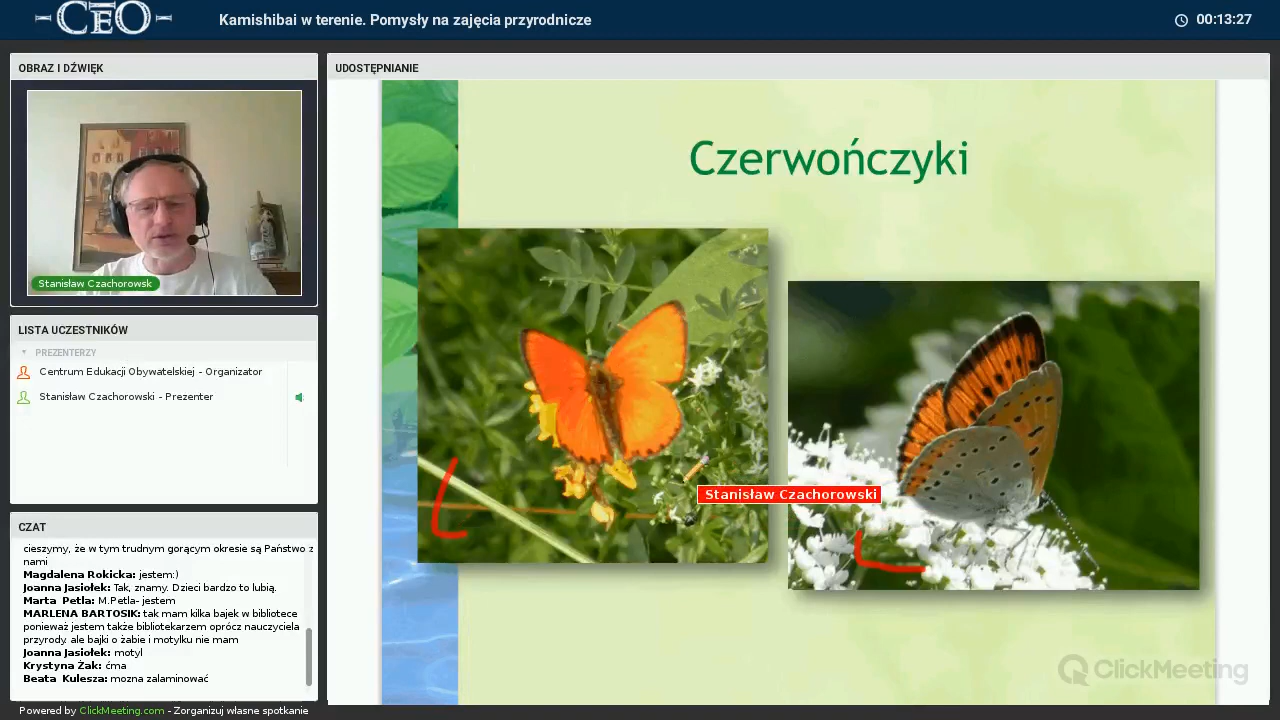 CEO
Kamishibai w terenie. Pomysły na zajęcia przyrodnicze
00:13:27
OBRAZ I DŹWIĘK
Stanisław Czachorowsk
LISTA UCZESTNIKÓW
PREZENTERZY
Centrum Edukacji Obywatelskiej - Organizator
Stanisław Czachorowski - Prezenter
CZAT
cieszymy, że w tym trudnym gorącym okresie są Państwo z
nami
Magdalena Rokicka: jestem:)
Joanna Jasiołek: Tak, znamy. Dzieci bardzo to lubią.
Marta Petla: M.Petla- jestem
MARLENA BARTOSIK: tak mam kilka bajek w bibliotece
ponieważ jestem także bibliotekarzem oprócz nauczyciela
przyrody. ale bajki o żabie i motylku nie mam
Joanna Jasiołek: motyl
Krystyna Żak: ćma
Beata Kulesza: mozna zalaminować
Powered by ClickMeeting.com - Zorganizuj własne spotkanie
UDOSTĘPNIANIE
Czerwończyki
Stanisław Czachorowski
ClickMeeting